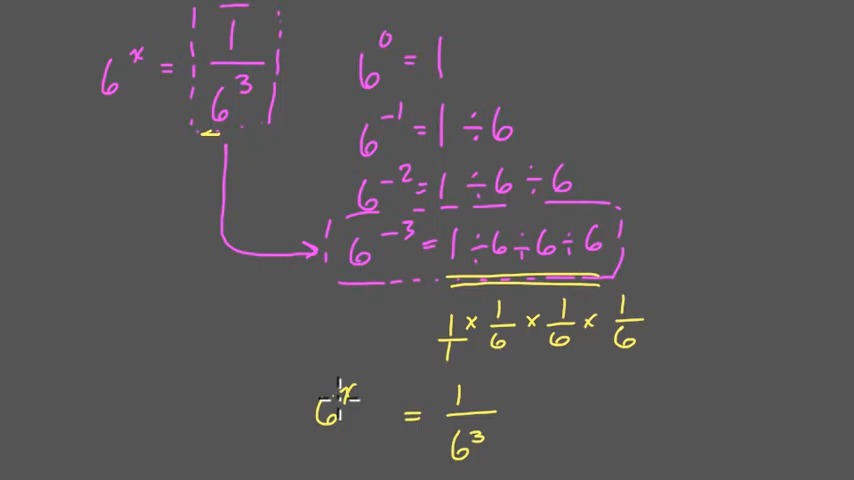 6^x = 1/6^3
6^0 = 1
6^-1 = 1 ÷ 6
6^-2 = 1 ÷ 6 ÷ 6
6^-3 = 1 ÷ 6 ÷ 6 ÷ 6
1/1 × 1/6 × 1/6 × 1/6
6^x = 1/6^3